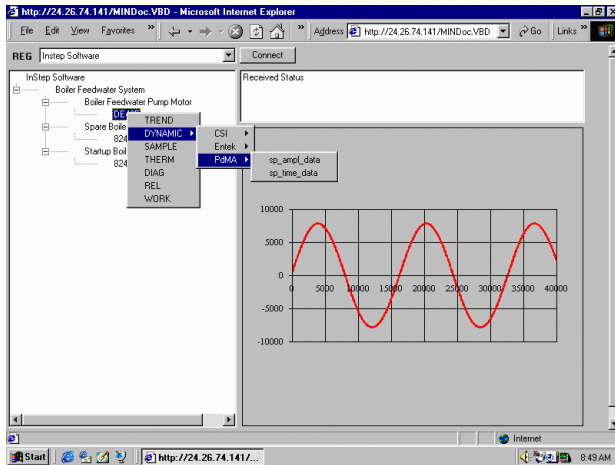 http://24.26.74.141/MINDoc.VBD - Microsoft Internet Explorer
File Edit View Favorites » Address http://24.26.74.141/MINDoc.VBD Go Links »
REG Instep Software Connect
InStep Software
Boiler Feedwater System
Boiler Feedwater Pump Motor
Spare Boile
824
Startup Boil
824
TREND
DYNAMIC
SAMPLE
THERM
DIAG
REL
WORK
CSI
Entek
PdMA
sp_ampl_data
sp_time_data
Received Status
10000
5000
0
-5000
-10000
0 5000 10000 15000 20000 25000 30000 35000 40000
Internet
Start http://24.26.74.141/... 8:49 AM